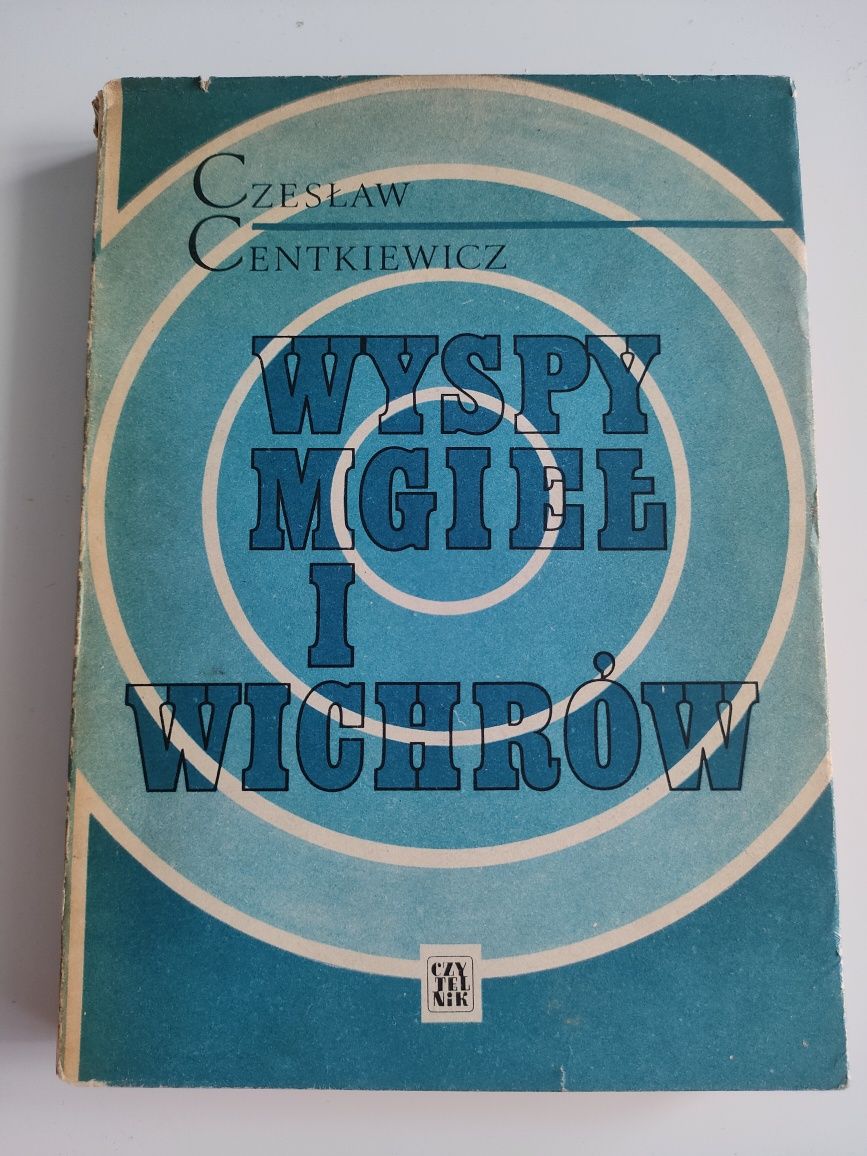 CZESŁAW
CENTKIEWICZ
WYSPY
MGIEŁ
I
WICHRÓW
CZY
TEL
NiK